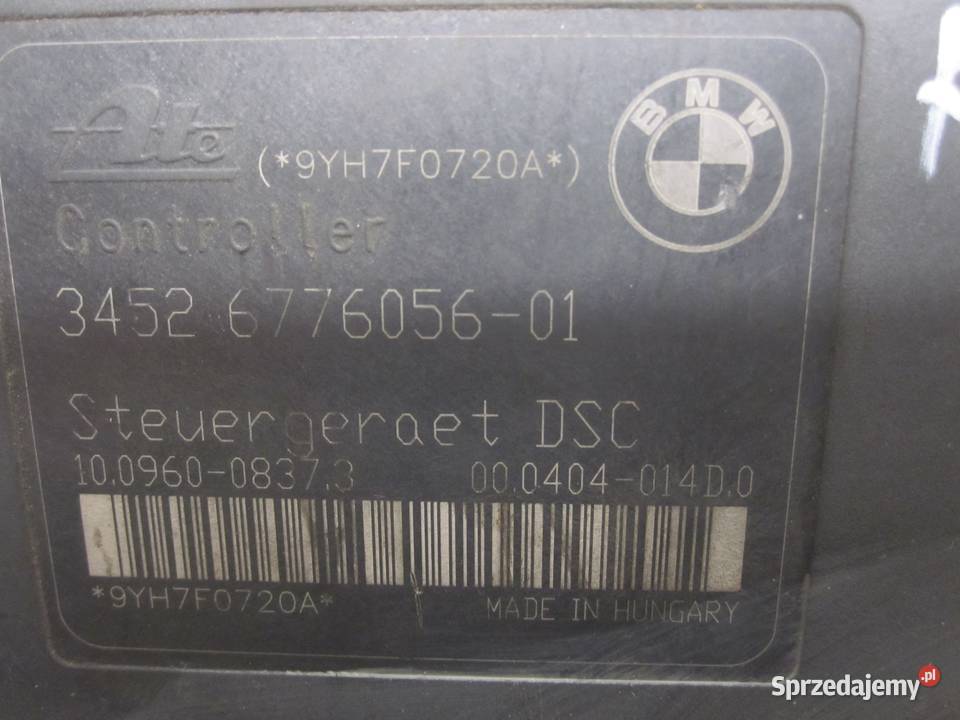 Ate (*9YH7F0720A*) BMW
Controller
3452 6776056-01
Steuergeraet DSC
10.0960-0837.3 00.0404-014D.0
*9YH7F0720A* MADE IN HUNGARY
Sprzedajemy.pl